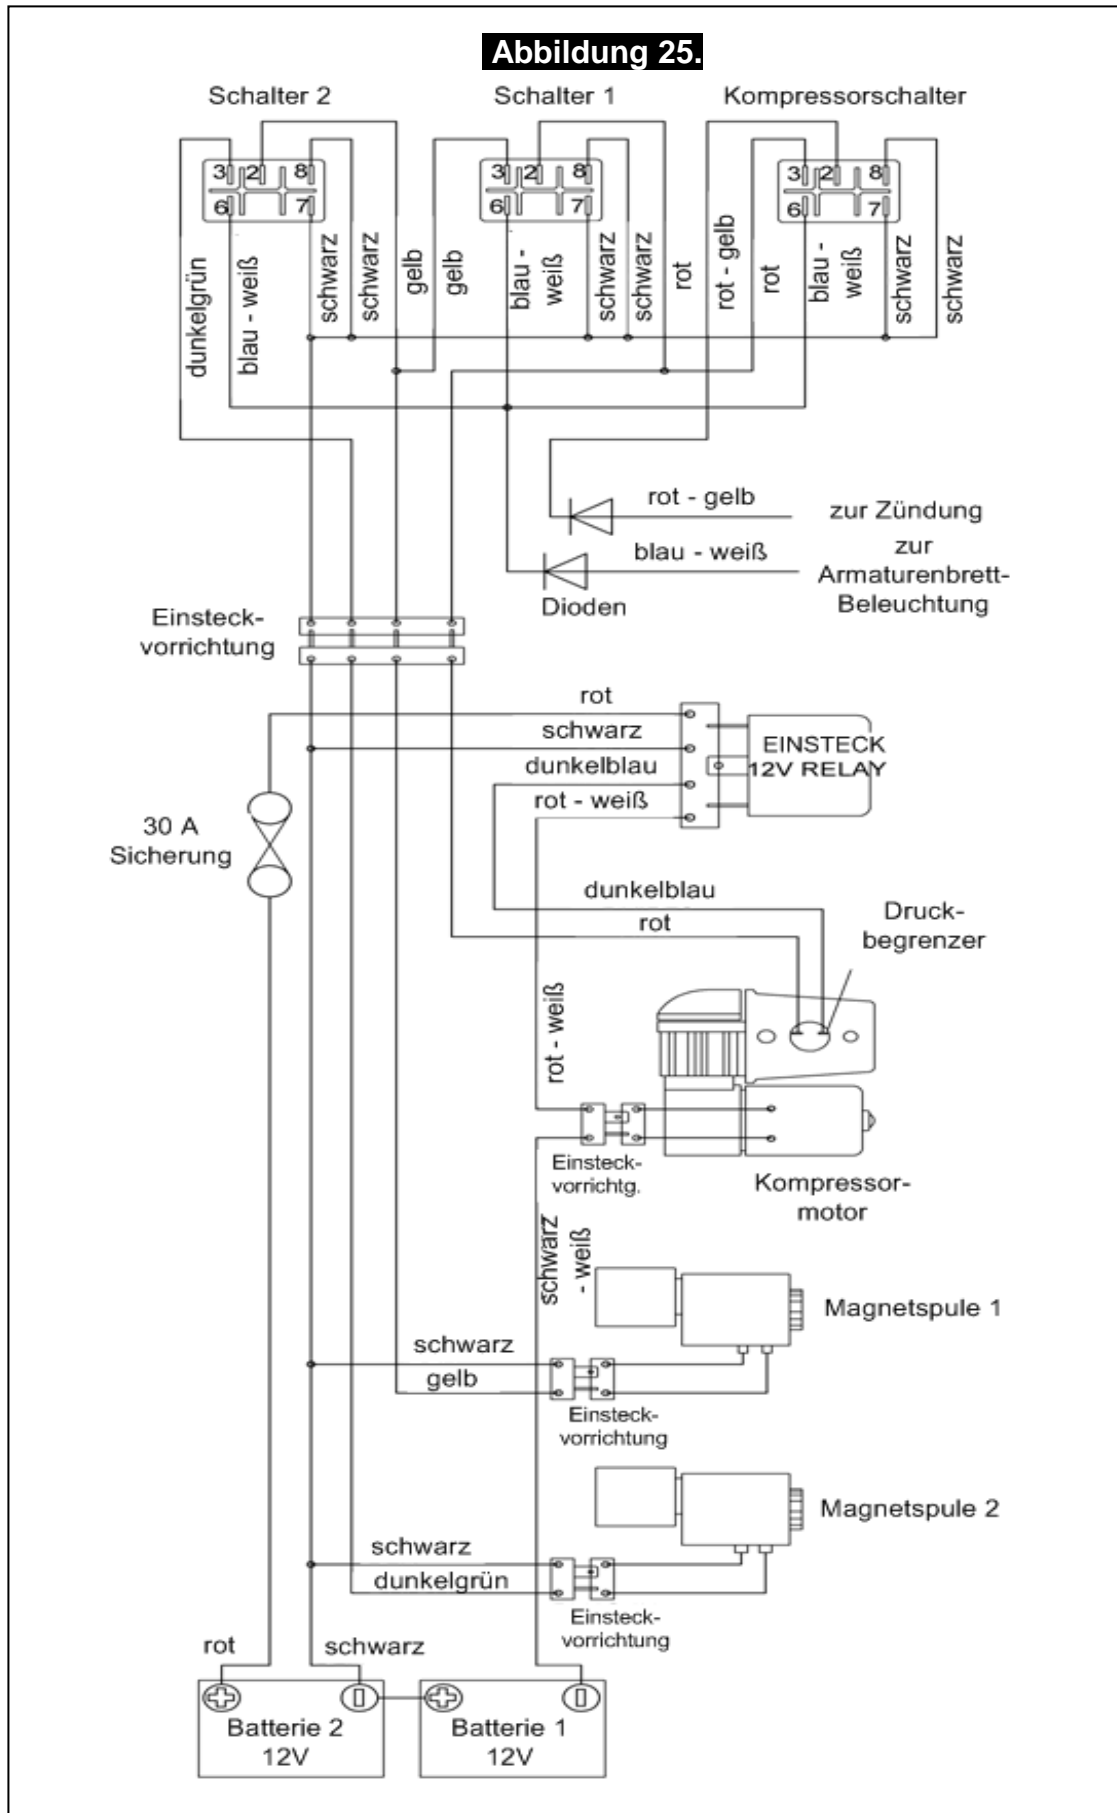 Abbildung 25.
Schalter 2
Schalter 1
Kompressorschalter
3 2 8
6 7
3 2 8
6 7
3 2 8
6 7
dunkelgrün
blau - weiß
schwarz
schwarz
gelb
gelb
blau -
weiß
schwarz
schwarz
rot
rot - gelb
rot
blau -
weiß
schwarz
schwarz
rot - gelb
zur Zündung
blau - weiß
zur
Armaturenbrett-
Beleuchtung
Dioden
Einsteck-
vorrichtung
rot
schwarz
dunkelblau
rot - weiß
EINSTECK
12V RELAY
30 A
Sicherung
dunkelblau
rot
Druck-
begrenzer
rot - weiß
Einsteck-
vorrichtg.
Kompressor-
motor
schwarz
- weiß
Magnetspule 1
schwarz
gelb
Einsteck-
vorrichtung
Magnetspule 2
schwarz
dunkelgrün
Einsteck-
vorrichtung
rot
schwarz
Batterie 2
12V
Batterie 1
12V